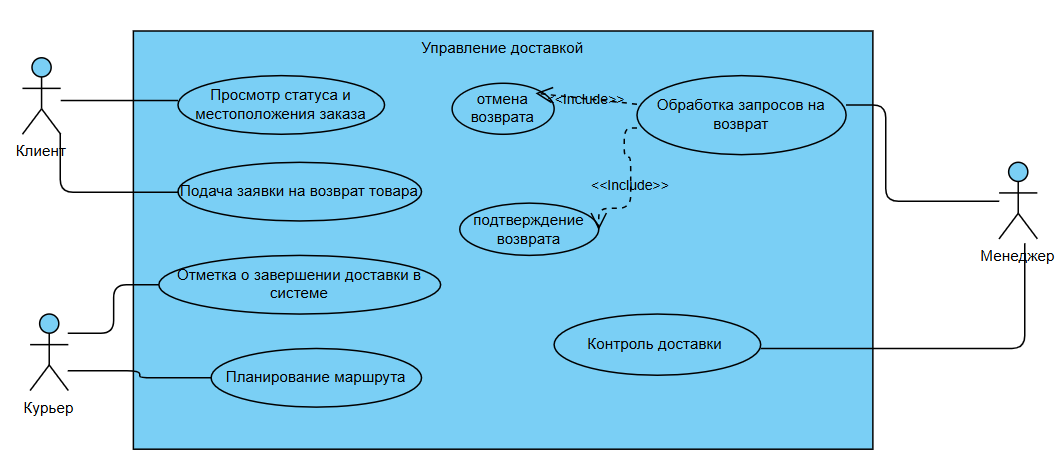 Управление доставкой
Просмотр статуса и
местоположения заказа
отмена
возврата
<<Include>>
Обработка запросов на
возврат
Клиент
Подача заявки на возврат товара
<<Include>>
подтверждение
возврата
Менеджер
Отметка о завершении доставки в
системе
Контроль доставки
Планирование маршрута
Курьер